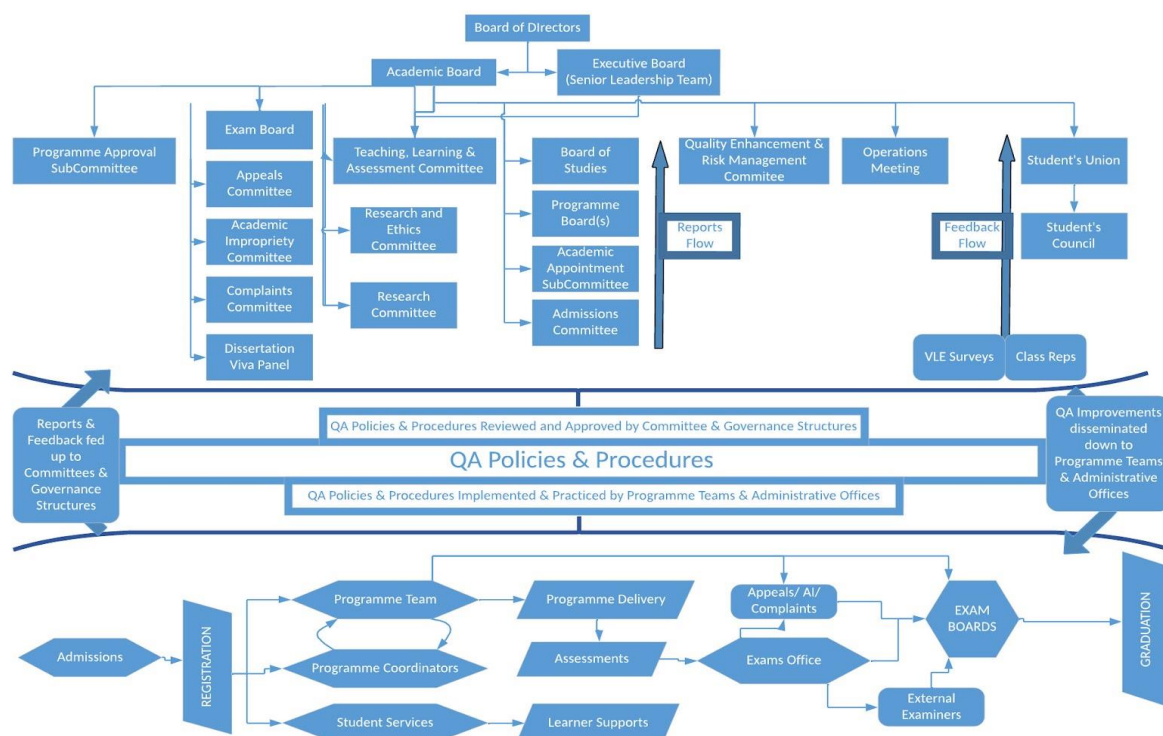 Board of DIrectors
Academic Board
Executive Board
(Senior Leadership Team)
Programme Approval
SubCommittee
Exam Board
Appeals
Committee
Academic
Impropriety
Committee
Complaints
Committee
Dissertation
Viva Panel
Teaching, Learning &
Assessment Committee
Research and
Ethics
Committee
Research
Committee
Board of
Studies
Programme
Board(s)
Academic
Appointment
SubCommittee
Admissions
Committee
Reports
Flow
Quality Enhancement &
Risk Management
Commitee
Operations
Meeting
Feedback
Flow
Student's Union
Student's
Council
VLE Surveys
Class Reps
Reports &
Feedback fed
up to
Committees &
Governance
Structures
QA Policies & Procedures Reviewed and Approved by Committee & Governance Structures
QA Policies & Procedures
QA Policies & Procedures Implemented & Practiced by Programme Teams & Administrative Offices
QA Improvements
disseminated
down to
Programme Teams
& Administrative
Offices
Admissions
REGISTRATION
Programme Team
Programme Coordinators
Student Services
Programme Delivery
Assessments
Learner Supports
Appeals/ AI/
Complaints
Exams Office
External
Examiners
EXAM
BOARDS
GRADUATION